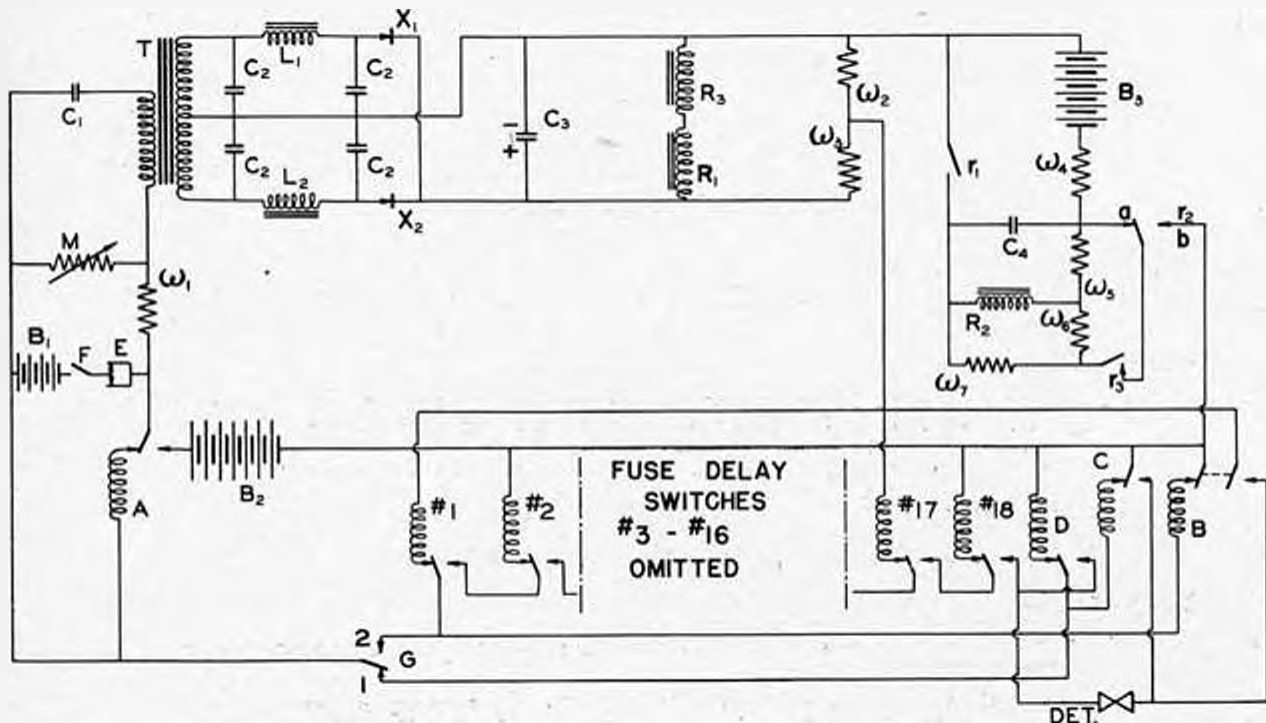 T
C₁
C₂
L₁
C₂
X₁
C₂
C₂
L₂
X₂
C₃
−
+
R₃
R₁
ω₂
ω₃
r₁
B₃
ω₄
C₄
a
r₂
b
ω₅
R₂
ω₆
ω₇
r₃
M
ω₁
B₁
F
E
A
B₂
#1
#2
FUSE DELAY
SWITCHES
#3 - #16
OMITTED
#17
#18
D
C
B
2
G
1
DET.